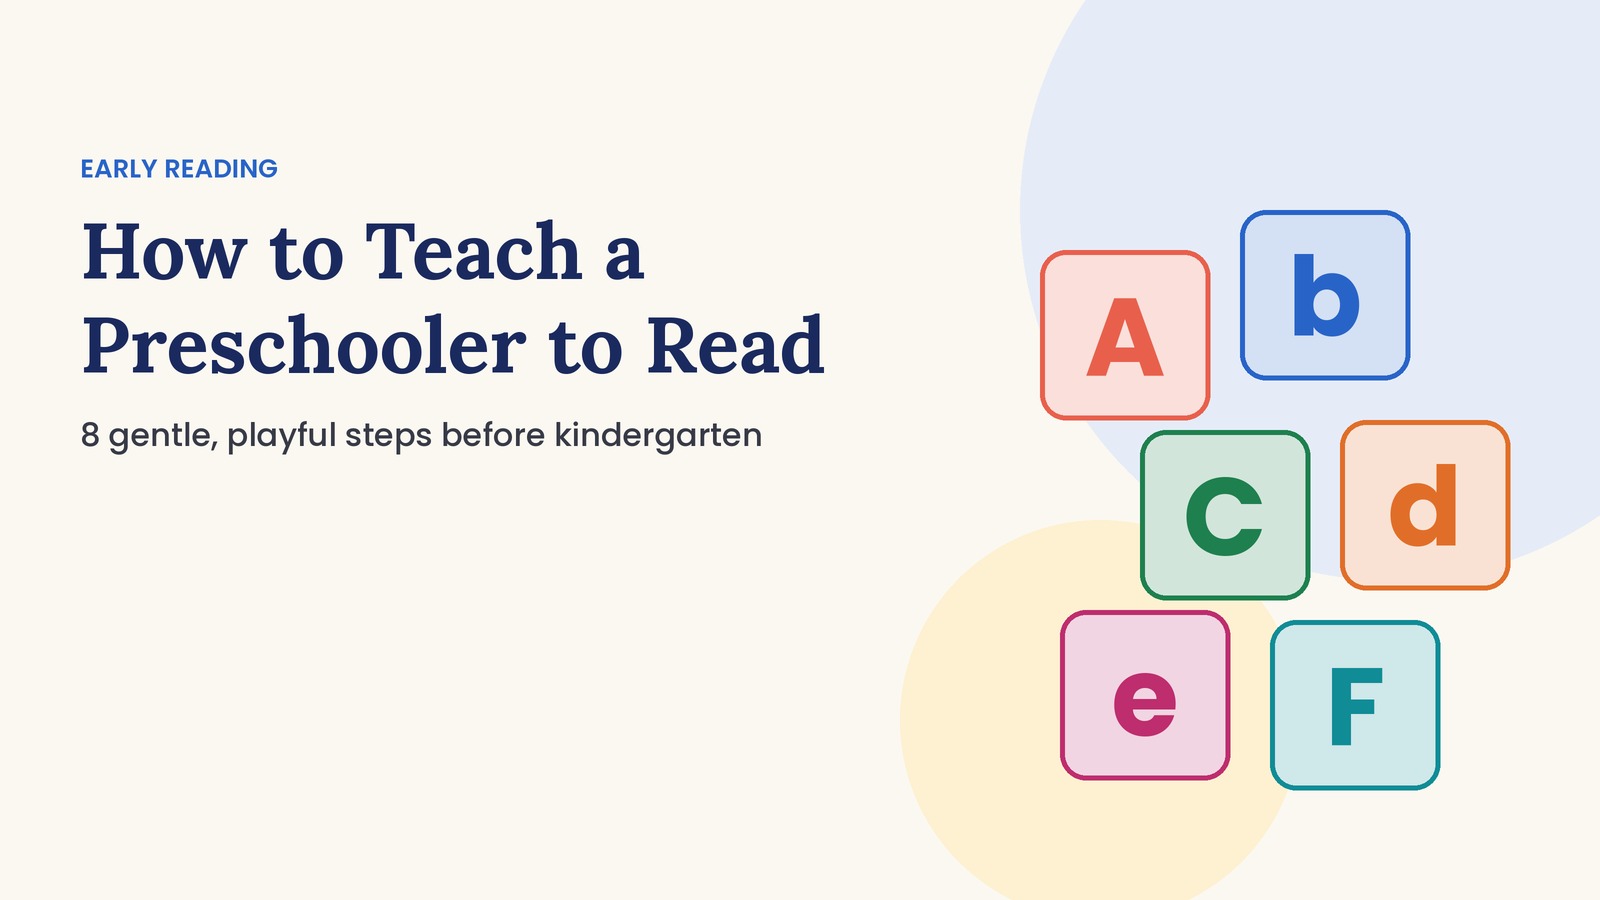 EARLY READING
How to Teach a
Preschooler to Read
8 gentle, playful steps before kindergarten
A
b
C
d
e
F